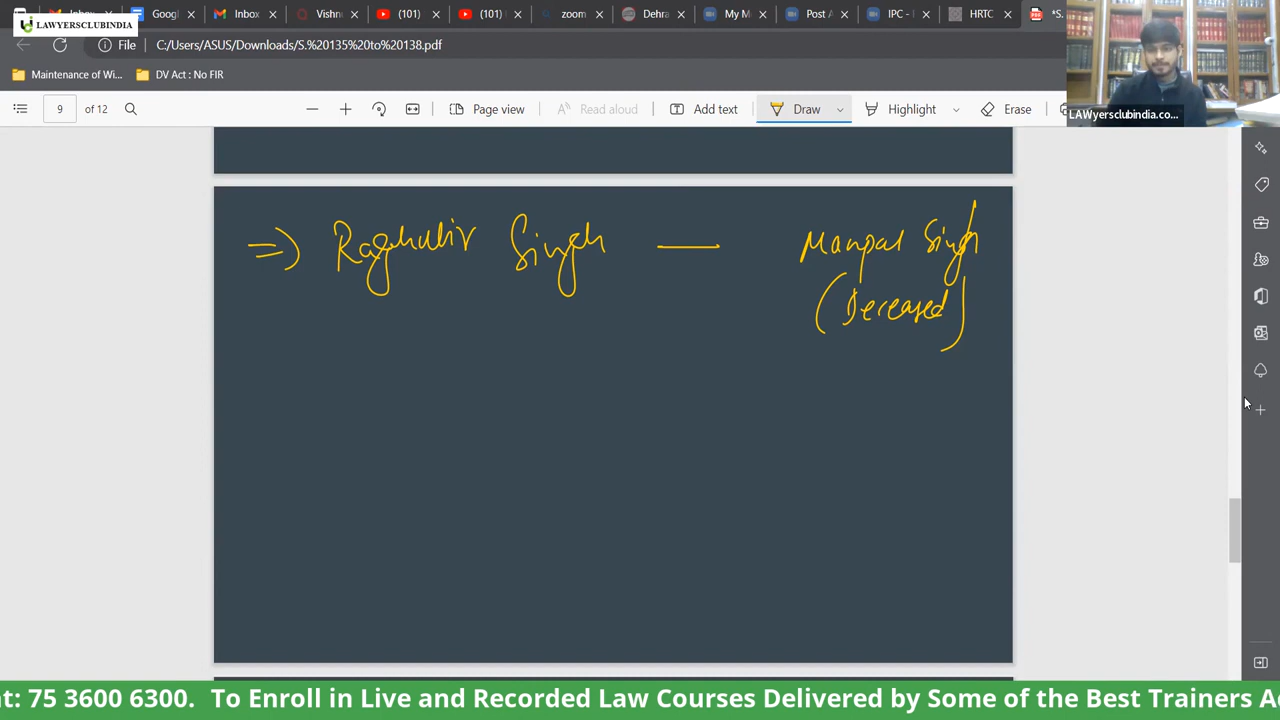 LAWYERSCLUBINDIA
Inbox
Googl
Inbox
Vishn
(101)
(101)
Dehra
My M
Post A
IPC
HRTC
File
C:/Users/ASUS/Downloads/S.%20135%20to%20138.pdf
Maintenance of Wi...
DV Act : No FIR
9 of 12
Page view
Read aloud
Add text
Draw
Highlight
Erase
LAWyersclubindia.co...
=> Raghubir Singh — Manpal Singh
(Deceased)
t: 75 3600 6300. To Enroll in Live and Recorded Law Courses Delivered by Some of the Best Trainers A